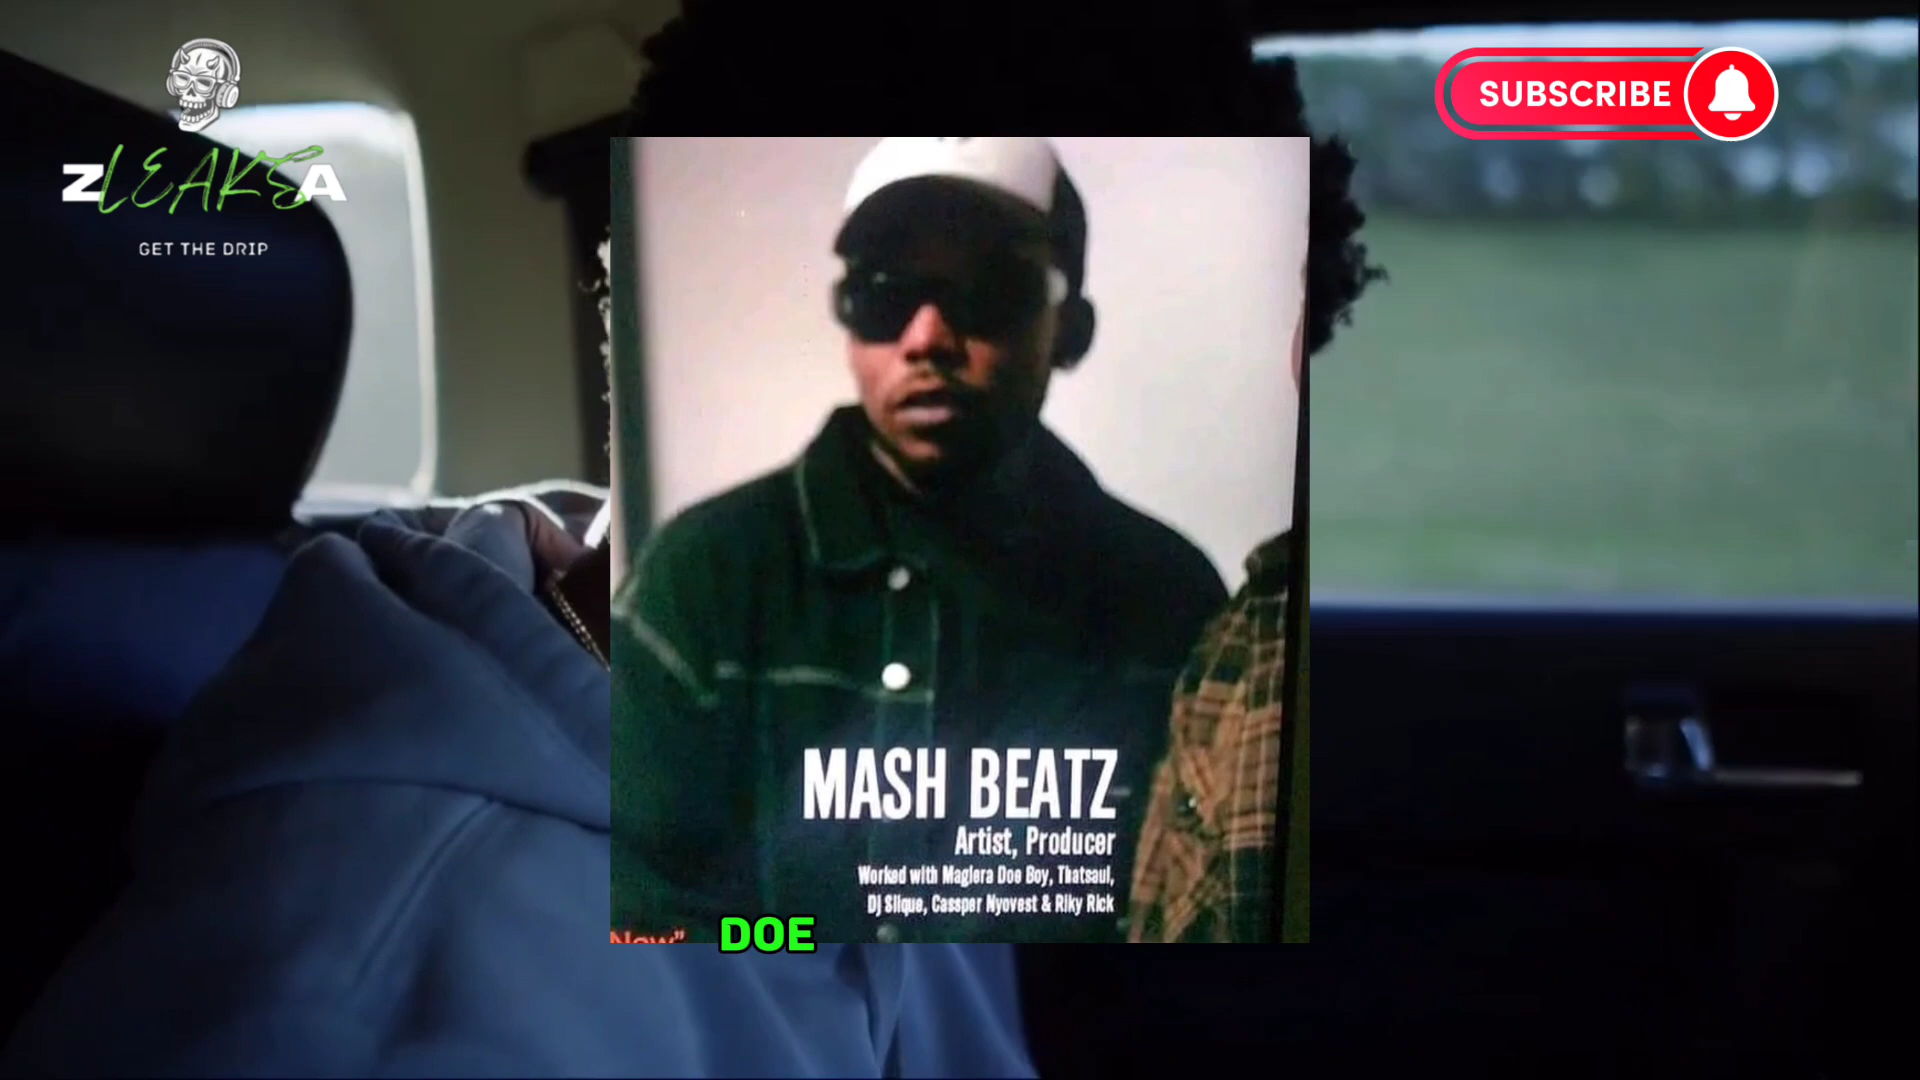 ZLEAKSA
GET THE DRIP
SUBSCRIBE
MASH BEATZ
Artist, Producer
Worked with Maglera Doe Boy, Thatsaul,
Dj Slique, Cassper Nyovest & Riky Rick
Now"
DOE